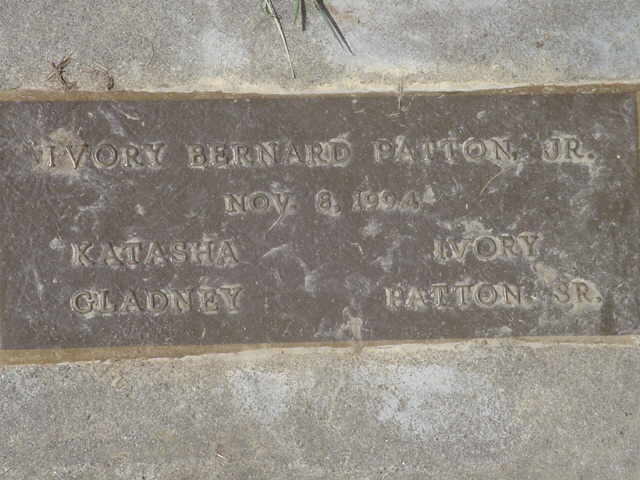 IVORY BERNARD PATTON, JR.
NOV. 8, 1994
KATASHA IVORY
GLADNEY PATTON, SR.